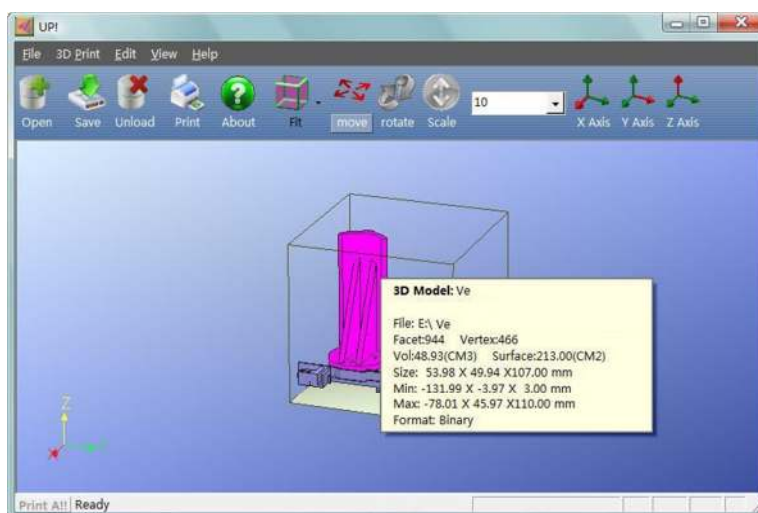 UP!
File 3D Print Edit View Help
10
Open Save Unload Print About Fit move rotate Scale X Axis Y Axis Z Axis
3D Model: Ve
File: E:\ Ve
Facet:944 Vertex:466
Vol:48.93(CM3) Surface:213.00(CM2)
Size: 53.98 X 49.94 X107.00 mm
Min: -131.99 X -3.97 X 3.00 mm
Max: -78.01 X 45.97 X110.00 mm
Format: Binary
Z
Print A!! Ready